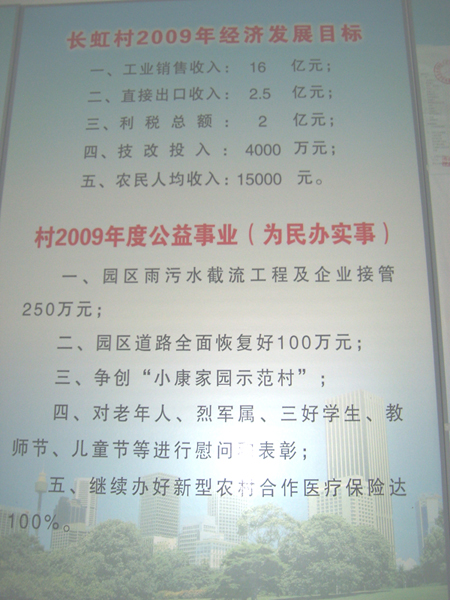 长虹村2009年经济发展目标
一、工业销售收入： 16 亿元；
二、直接出口收入： 2.5 亿元；
三、利 税 总 额 ： 2 亿元；
四、技 改 投 入 ： 4000 万元；
五、农民人均收入：15000 元。
村2009年度公益事业（为民办实事）
一、园区雨污水截流工程及企业接管
250万元；
二、园区道路全面恢复好100万元；
三、争创“小康家园示范村”；
四、对老年人、烈军属、三好学生、教
师节、儿童节等进行慰问 表彰；
五、继续办好新型农村合作医疗保险达
100%。